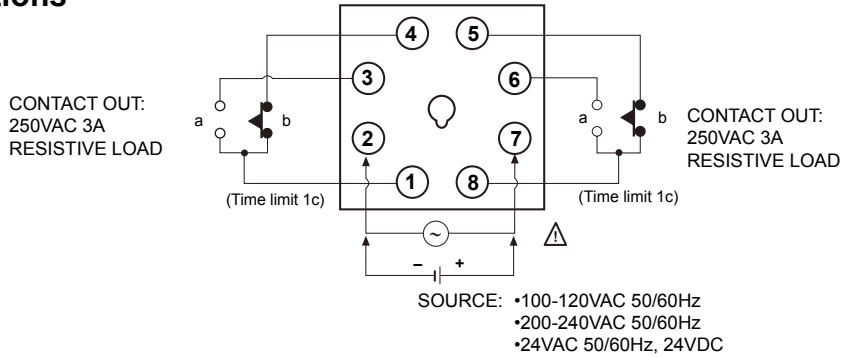 4
5
3
6
CONTACT OUT:
250VAC 3A
RESISTIVE LOAD
a
b
2
7
a
b
CONTACT OUT:
250VAC 3A
RESISTIVE LOAD
(Time limit 1c)
1
8
(Time limit 1c)
~
!
– +
SOURCE: •100-120VAC 50/60Hz
•200-240VAC 50/60Hz
•24VAC 50/60Hz, 24VDC